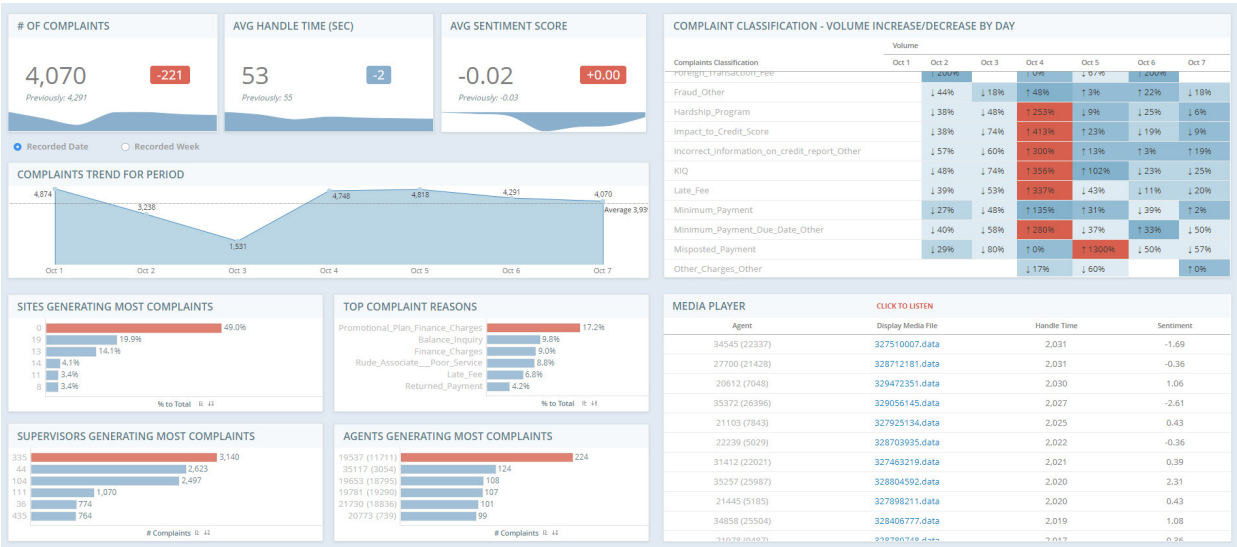 # OF COMPLAINTS
4,070
-221
Previously: 4,291
AVG HANDLE TIME (SEC)
53
-2
Previously: 55
AVG SENTIMENT SCORE
-0.02
+0.00
Previously: -0.03
Recorded Date Recorded Week
COMPLAINTS TREND FOR PERIOD
4,874 3,238 1,531 4,748 4,818 4,291 4,070
Average
Oct 1 Oct 2 Oct 3 Oct 4 Oct 5 Oct 6 Oct 7
COMPLAINT CLASSIFICATION - VOLUME INCREASE/DECREASE BY DAY
Volume
Complaints Classification Oct 1 Oct 2 Oct 3 Oct 4 Oct 5 Oct 6 Oct 7
Foreign_Transaction_Fee ↑ 200% ↑ 0% ↓ 67% ↑ 200%
Fraud_Other ↓ 44% ↓ 18% ↑ 48% ↑ 3% ↑ 22% ↓ 18%
Hardship_Program ↓ 38% ↓ 48% ↑ 253% ↓ 9% ↓ 25% ↓ 6%
Impact_to_Credit_Score ↓ 38% ↓ 74% ↑ 413% ↑ 23% ↓ 19% ↓ 9%
Incorrect_Information_on_credit_report_Other ↓ 57% ↓ 60% ↑ 300% ↑ 13% ↑ 3% ↑ 19%
KIQ ↓ 48% ↓ 74% ↑ 356% ↑ 102% ↓ 23% ↓ 25%
Late_Fee ↓ 39% ↓ 53% ↑ 337% ↓ 43% ↓ 11% ↓ 20%
Minimum_Payment ↓ 27% ↓ 48% ↑ 135% ↑ 31% ↓ 39% ↑ 2%
Minimum_Payment_Due_Date_Other ↓ 40% ↓ 58% ↑ 280% ↓ 37% ↑ 33% ↓ 50%
Misposted_Payment ↓ 29% ↓ 80% ↑ 0% ↑ 1300% ↓ 50% ↓ 57%
Other_Charges_Other ↓ 17% ↓ 60% ↑ 0%
SITES GENERATING MOST COMPLAINTS
0 49.0%
19 19.9%
13 14.1%
14 4.1%
11 3.4%
8 3.4%
% to Total
TOP COMPLAINT REASONS
Promotional_Plan_Finance_Charges 17.2%
Balance_Inquiry 9.8%
Finance_Charges 9.0%
Rude_Associate___Poor_Service 8.8%
Late_Fee 6.8%
Returned_Payment 4.2%
% to Total
SUPERVISORS GENERATING MOST COMPLAINTS
335 3,140
44 2,623
104 2,497
111 1,070
36 774
435 764
# Complaints
AGENTS GENERATING MOST COMPLAINTS
19537 (11711) 224
35117 (3054) 124
19653 (18795) 108
19781 (19290) 107
21730 (18836) 101
20773 (739) 99
# Complaints
MEDIA PLAYER CLICK TO LISTEN
Agent Display Media File Handle Time Sentiment
34545 (22337) 327510007.data 2,031 -1.69
27700 (21428) 328712181.data 2,031 -0.36
20612 (7048) 329472351.data 2,030 1.06
35372 (26396) 329056145.data 2,027 -2.61
21103 (7843) 327925134.data 2,025 0.43
22239 (5029) 328703935.data 2,022 -0.36
31412 (22021) 327463219.data 2,021 0.39
35257 (25987) 328804592.data 2,020 2.31
21445 (5185) 327898211.data 2,020 0.43
34858 (25504) 328406777.data 2,019 1.08
2,017